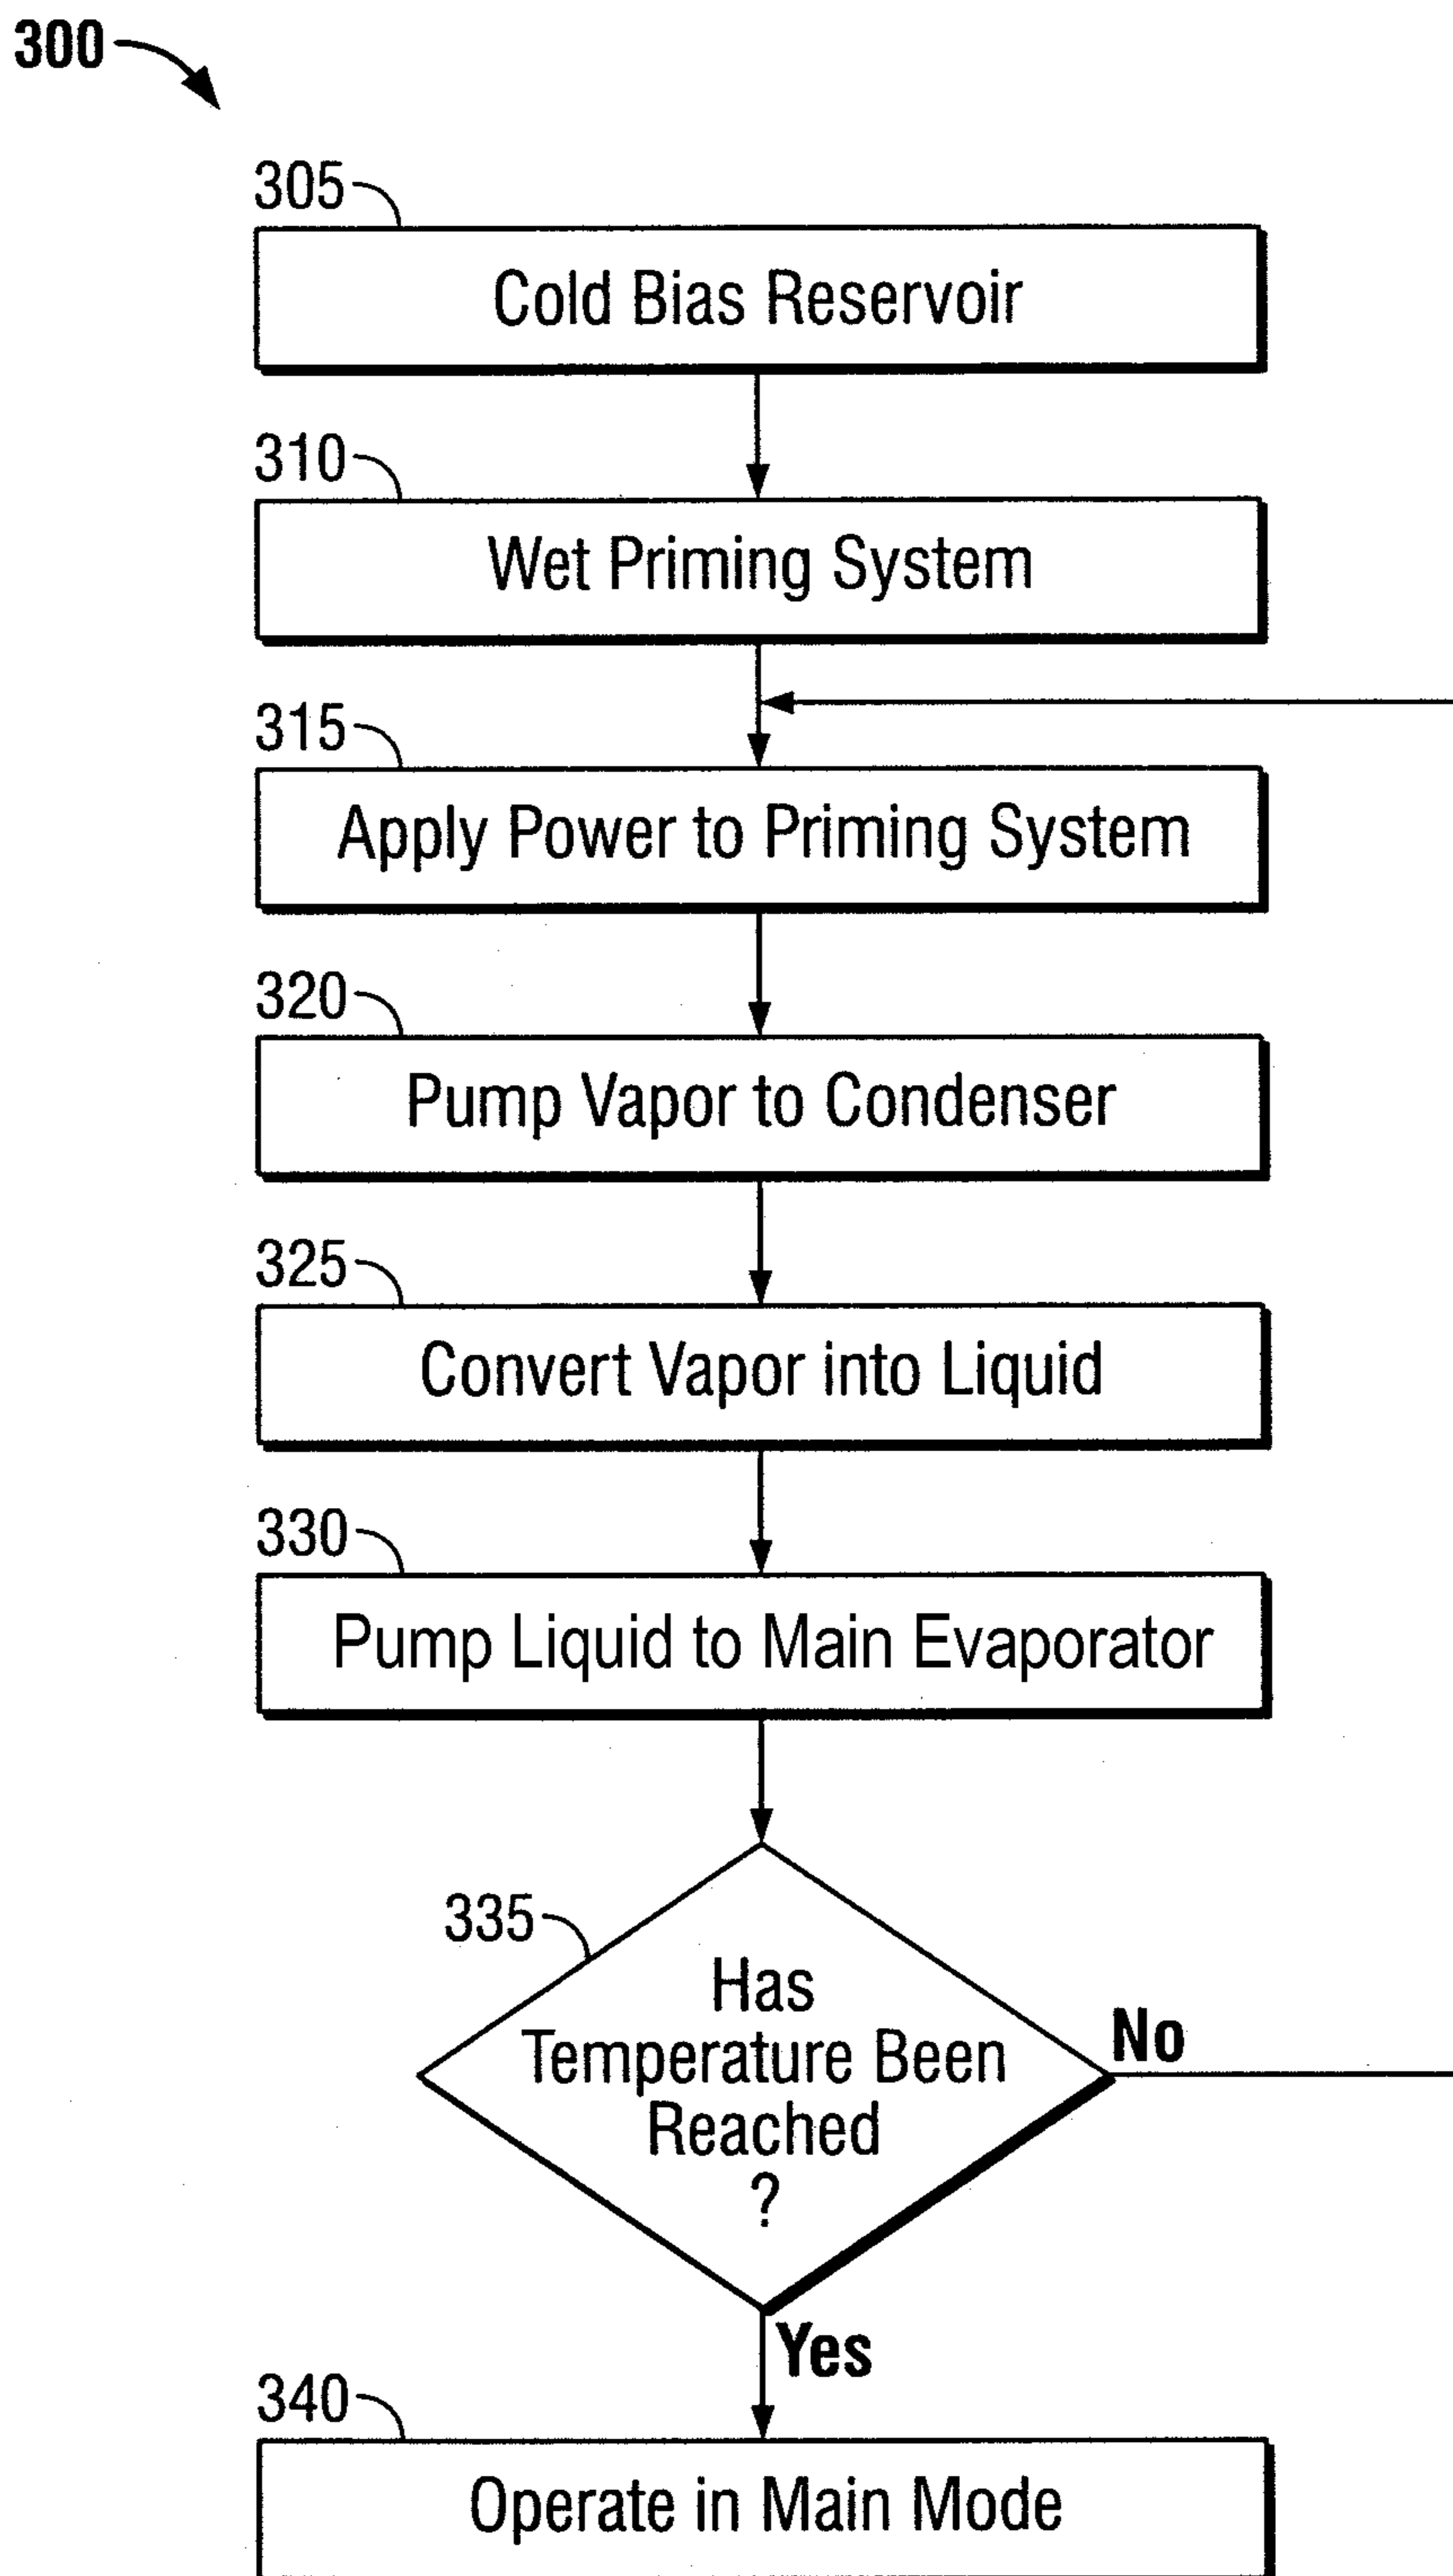 300
305
Cold Bias Reservoir
310
Wet Priming System
315
Apply Power to Priming System
320
Pump Vapor to Condenser
325
Convert Vapor into Liquid
330
Pump Liquid to Main Evaporator
335
Has
Temperature Been
Reached
?
No
Yes
340
Operate in Main Mode